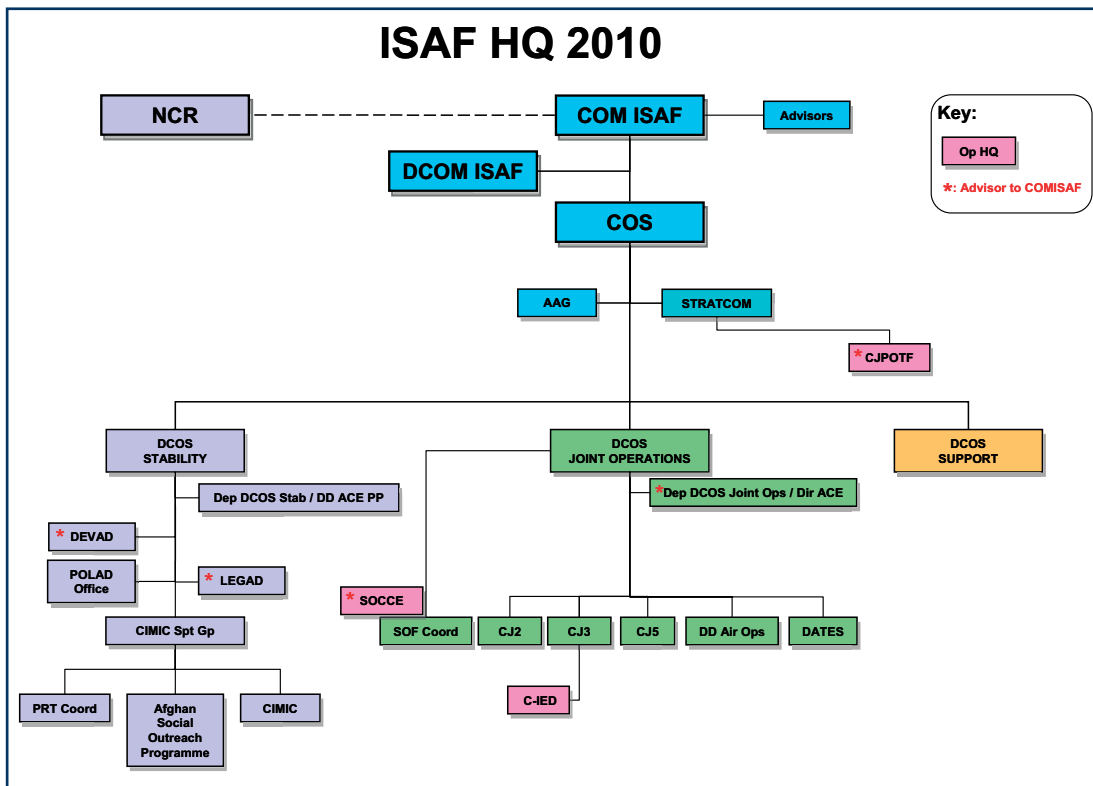 ISAF HQ 2010
NCR
COM ISAF
Advisors
Key:
Op HQ
*: Advisor to COMISAF
DCOM ISAF
COS
AAG
STRATCOM
* CJPOTF
DCOS
STABILITY
DCOS
JOINT OPERATIONS
DCOS
SUPPORT
Dep DCOS Stab / DD ACE PP
*Dep DCOS Joint Ops / Dir ACE
* DEVAD
POLAD
Office
* LEGAD
* SOCCE
CIMIC Spt Gp
SOF Coord
CJ2
CJ3
CJ5
DD Air Ops
DATES
PRT Coord
Afghan
Social
Outreach
Programme
CIMIC
C-IED